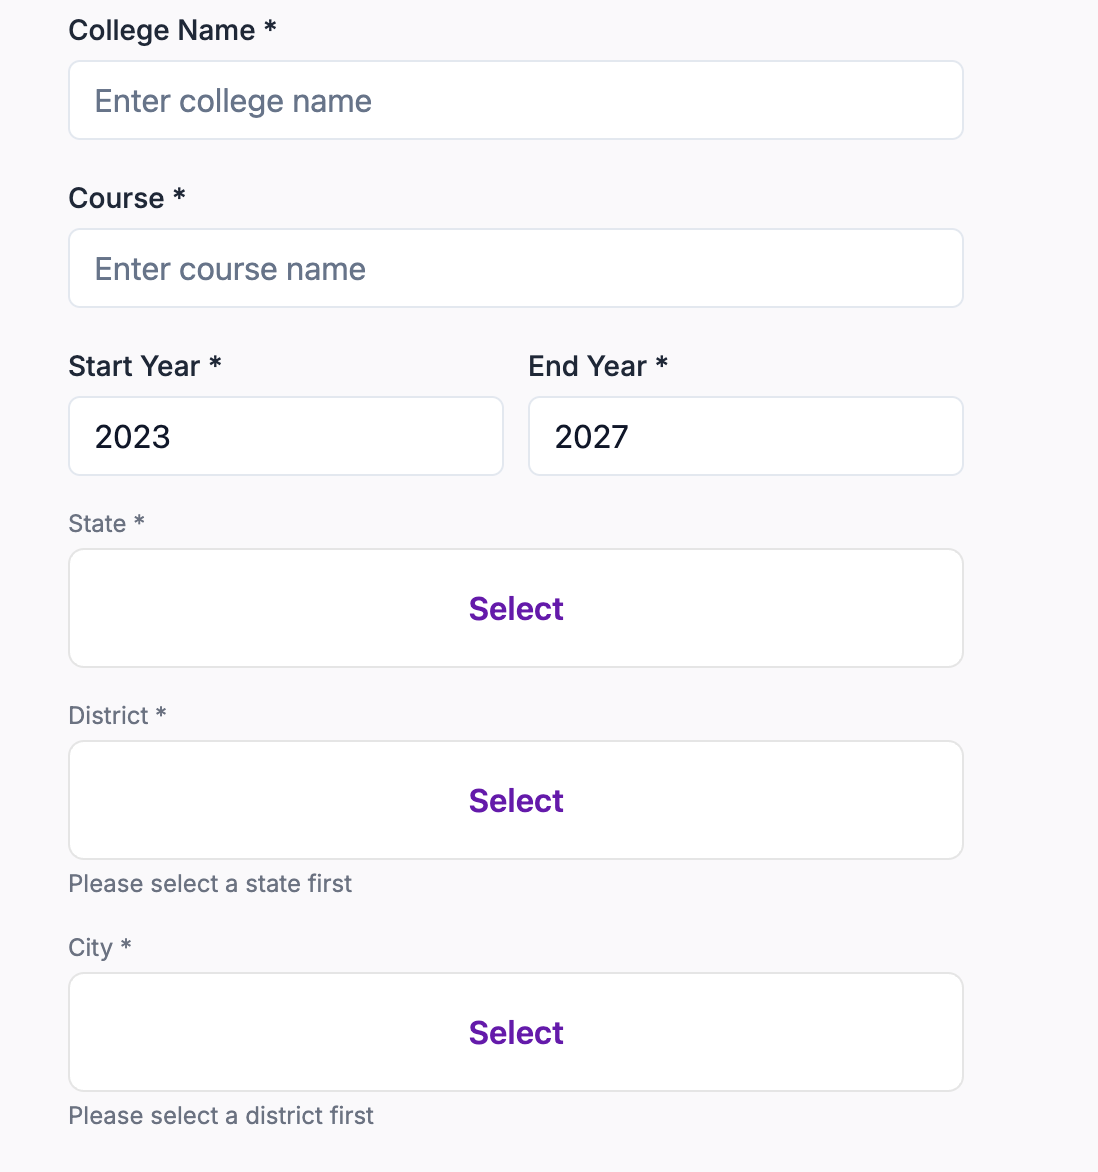 College Name *
Enter college name
Course *
Enter course name
Start Year * End Year *
2023 2027
State *
Select
District *
Select
Please select a state first
City *
Select
Please select a district first